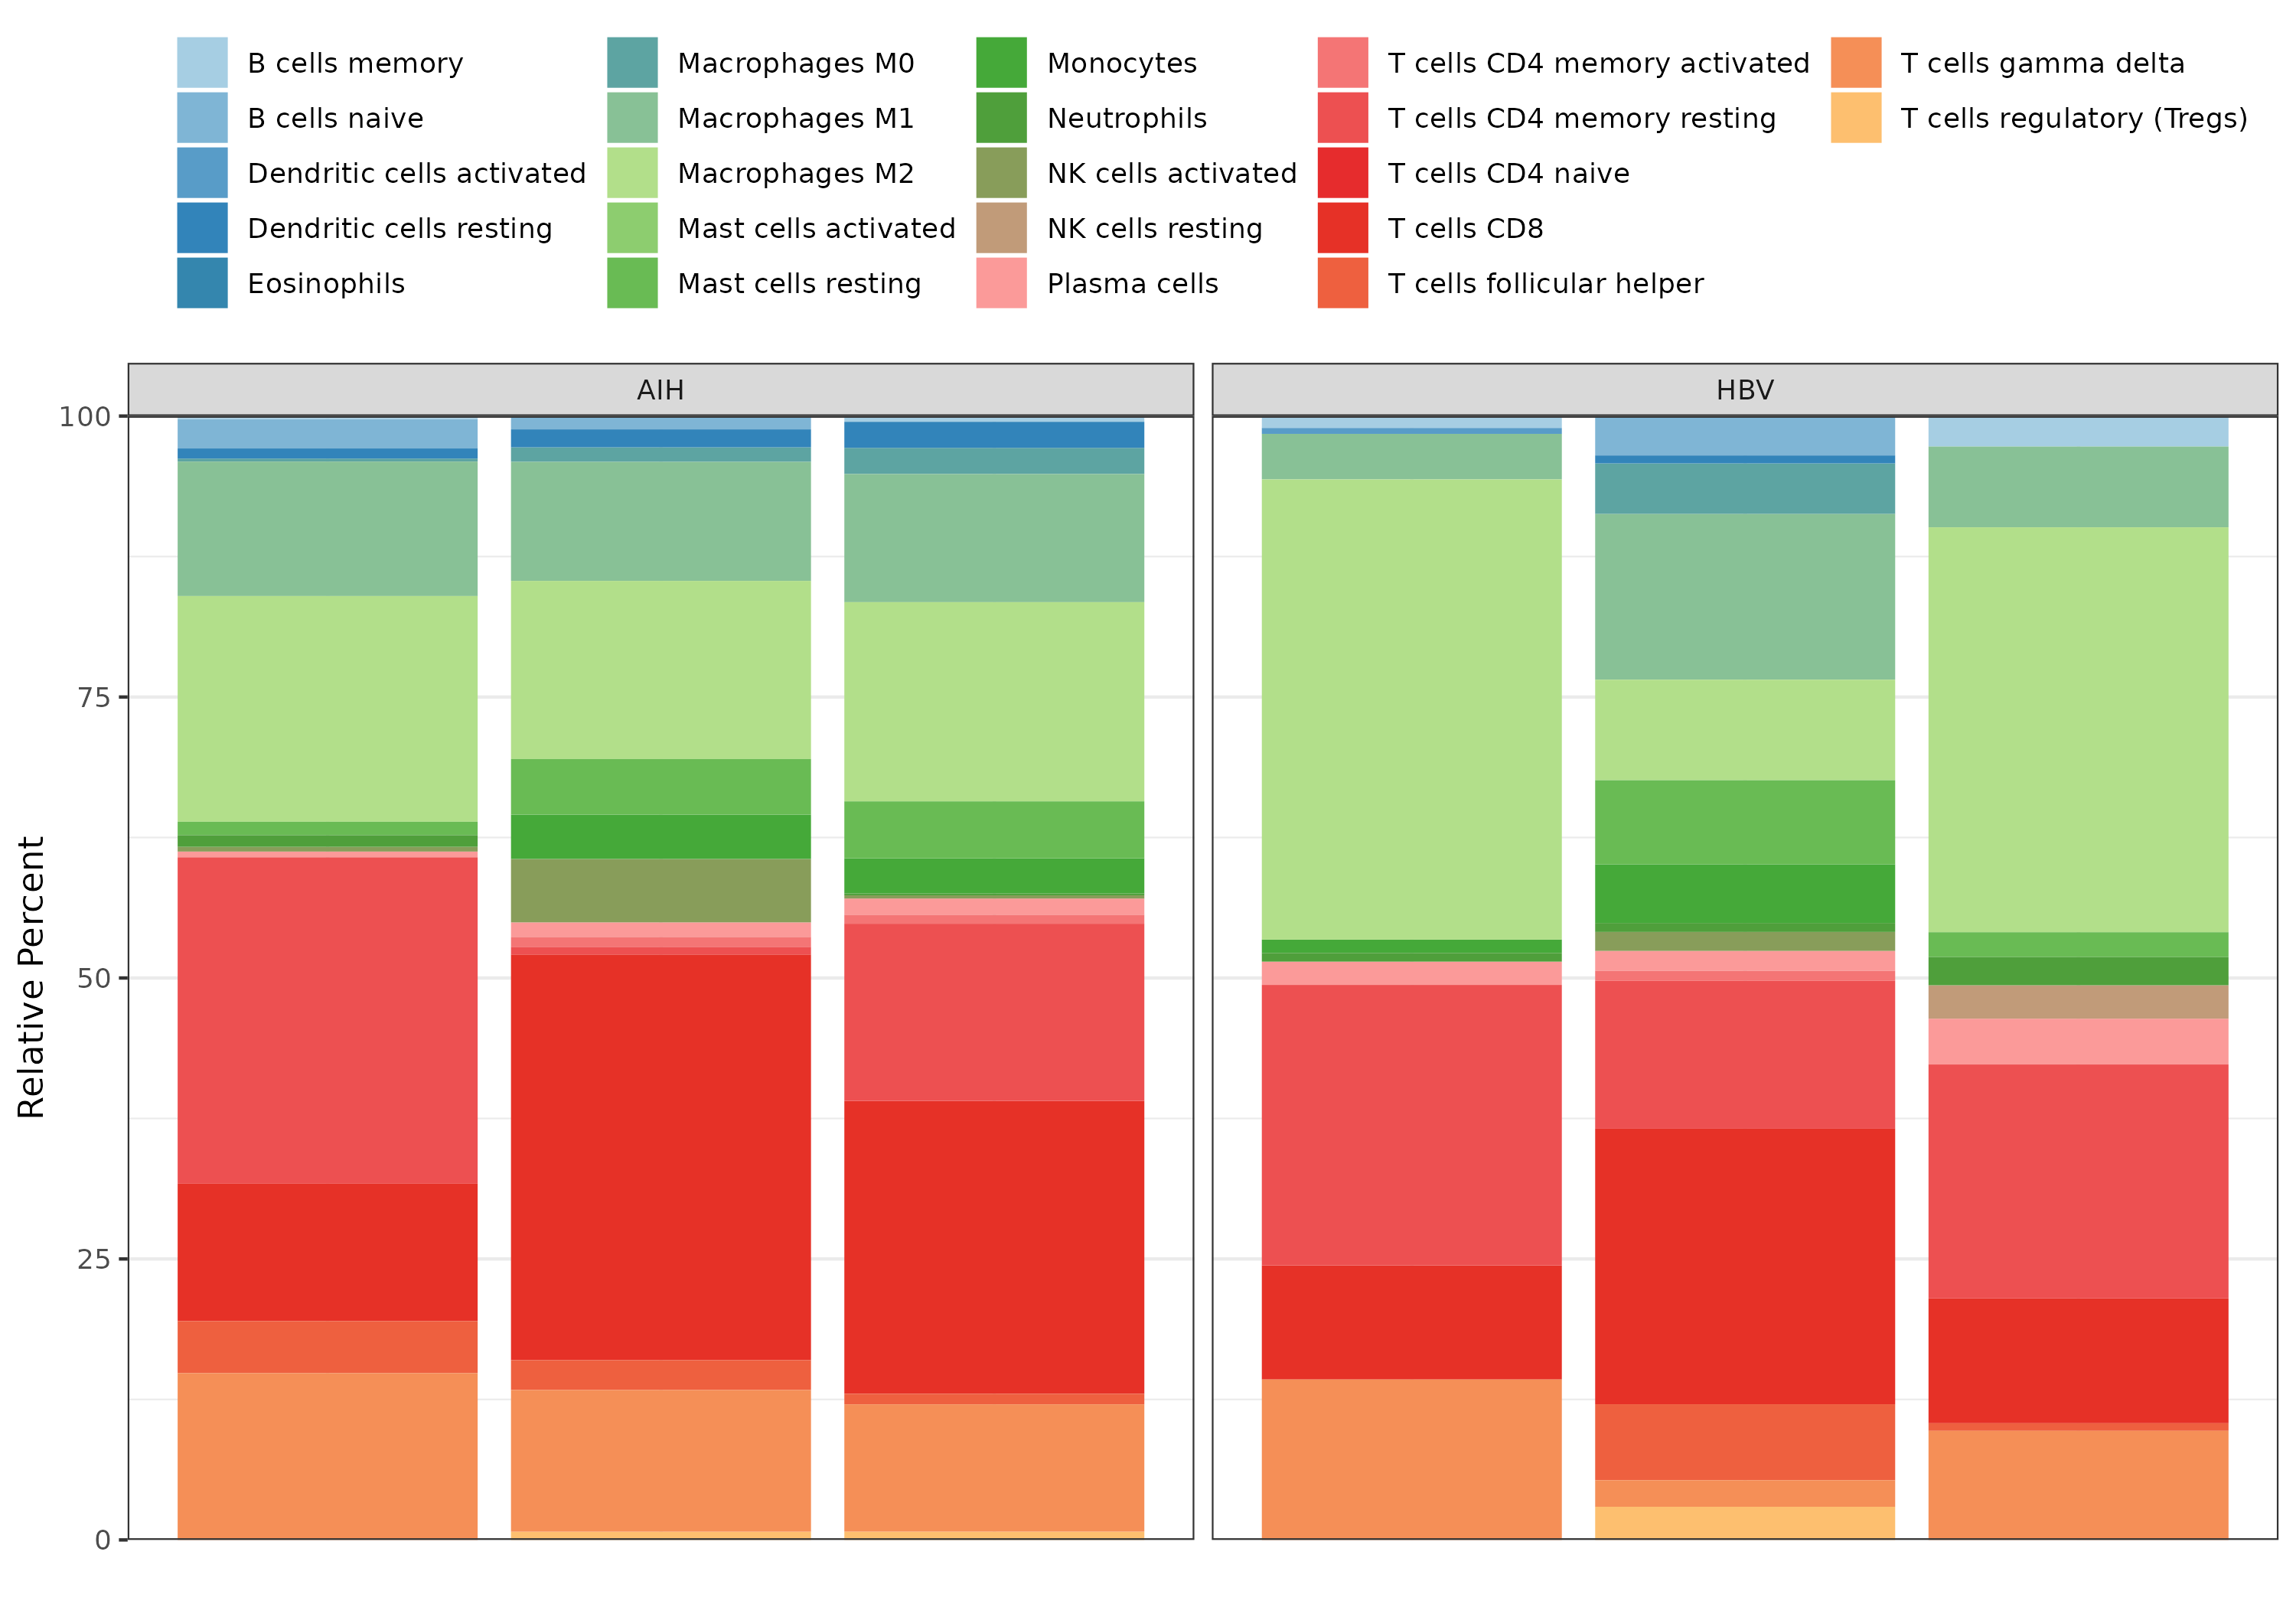 B cells memory
B cells naive
Dendritic cells activated
Dendritic cells resting
Eosinophils
Macrophages M0
Macrophages M1
Macrophages M2
Mast cells activated
Mast cells resting
Monocytes
Neutrophils
NK cells activated
NK cells resting
Plasma cells
T cells CD4 memory activated
T cells CD4 memory resting
T cells CD4 naive
T cells CD8
T cells follicular helper
T cells gamma delta
T cells regulatory (Tregs)
AIH
HBV
100
75
50
25
0
Relative Percent